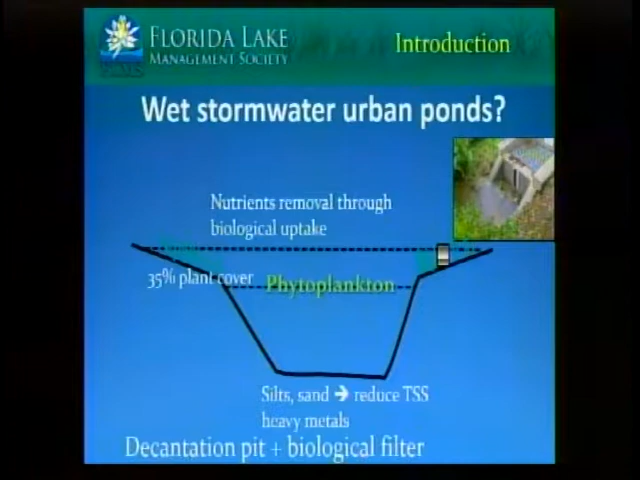 FLORIDA LAKE
MANAGEMENT SOCIETY
Introduction
Wet stormwater urban ponds?
Nutrients removal through
biological uptake
35% plant cover
Phytoplankton
Silts, sand ➔ reduce TSS
heavy metals
Decantation pit + biological filter